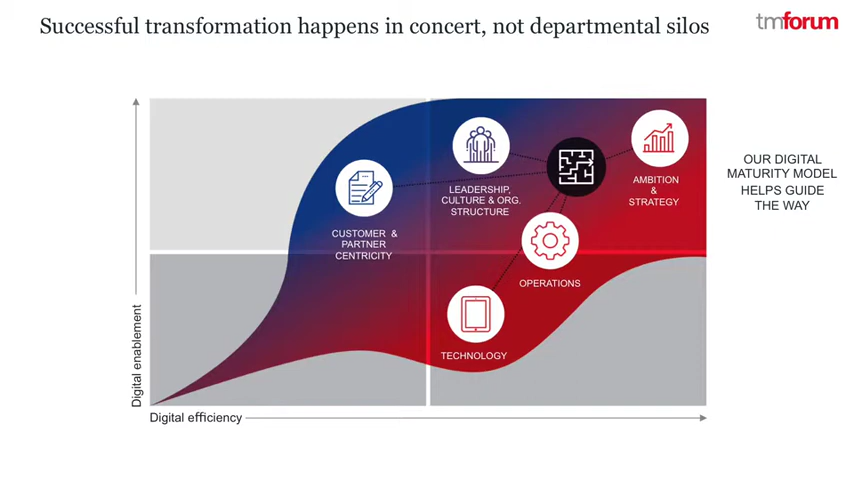 Successful transformation happens in concert, not departmental silos
tmforum
CUSTOMER &
PARTNER
CENTRICITY
LEADERSHIP,
CULTURE & ORG.
STRUCTURE
AMBITION
&
STRATEGY
OPERATIONS
TECHNOLOGY
OUR DIGITAL
MATURITY MODEL
HELPS GUIDE
THE WAY
Digital enablement
Digital efficiency